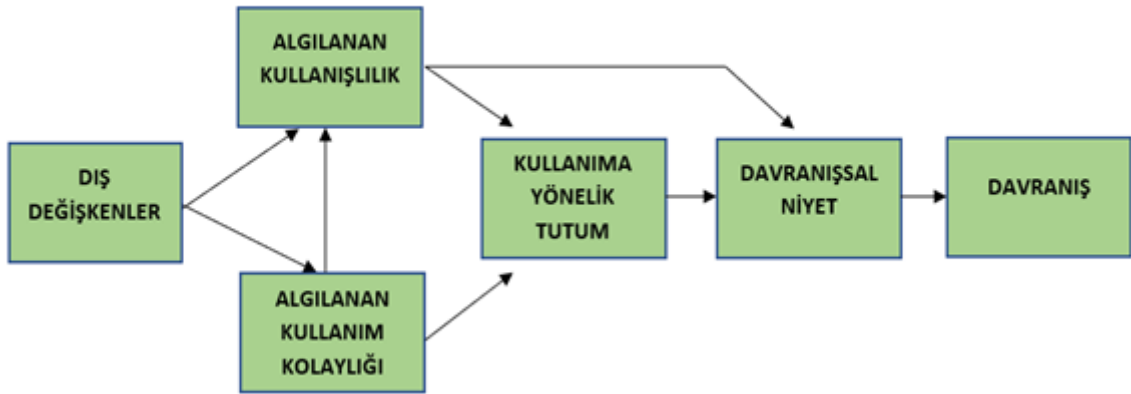 ALGILANAN
KULLANIŞLILIK
DIŞ
DEĞİŞKENLER
ALGILANAN
KULLANIM
KOLAYLIĞI
KULLANIMA
YÖNELİK
TUTUM
DAVRANIŞSAL
NİYET
DAVRANIŞ